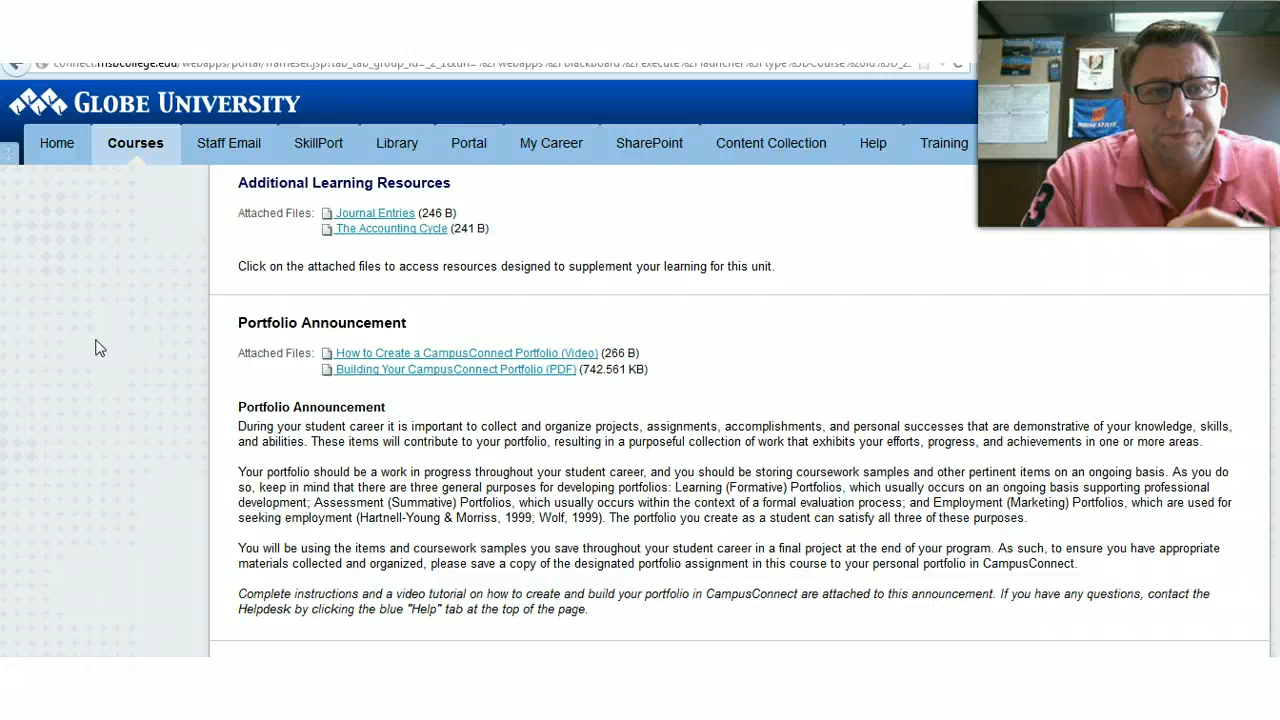 connect.msbcollege.edu/webapps/portal/frameset.jsp?tab_tab_group_id=_2_1&url=
GLOBE UNIVERSITY
Home Courses Staff Email SkillPort Library Portal My Career SharePoint Content Collection Help Training
BOISE STATE
3
Additional Learning Resources
Attached Files: Journal Entries (246 B)
The Accounting Cycle (241 B)
Click on the attached files to access resources designed to supplement your learning for this unit.
Portfolio Announcement
Attached Files: How to Create a CampusConnect Portfolio (Video) (266 B)
Building Your CampusConnect Portfolio (PDF) (742.561 KB)
Portfolio Announcement
During your student career it is important to collect and organize projects, assignments, accomplishments, and personal successes that are demonstrative of your knowledge, skills,
and abilities. These items will contribute to your portfolio, resulting in a purposeful collection of work that exhibits your efforts, progress, and achievements in one or more areas.
Your portfolio should be a work in progress throughout your student career, and you should be storing coursework samples and other pertinent items on an ongoing basis. As you do
so, keep in mind that there are three general purposes for developing portfolios: Learning (Formative) Portfolios, which usually occurs on an ongoing basis supporting professional
development; Assessment (Summative) Portfolios, which usually occurs within the context of a formal evaluation process; and Employment (Marketing) Portfolios, which are used for
seeking employment (Hartnell-Young & Morriss, 1999; Wolf, 1999). The portfolio you create as a student can satisfy all three of these purposes.
You will be using the items and coursework samples you save throughout your student career in a final project at the end of your program. As such, to ensure you have appropriate
materials collected and organized, please save a copy of the designated portfolio assignment in this course to your personal portfolio in CampusConnect.
Complete instructions and a video tutorial on how to create and build your portfolio in CampusConnect are attached to this announcement. If you have any questions, contact the
Helpdesk by clicking the blue "Help" tab at the top of the page.